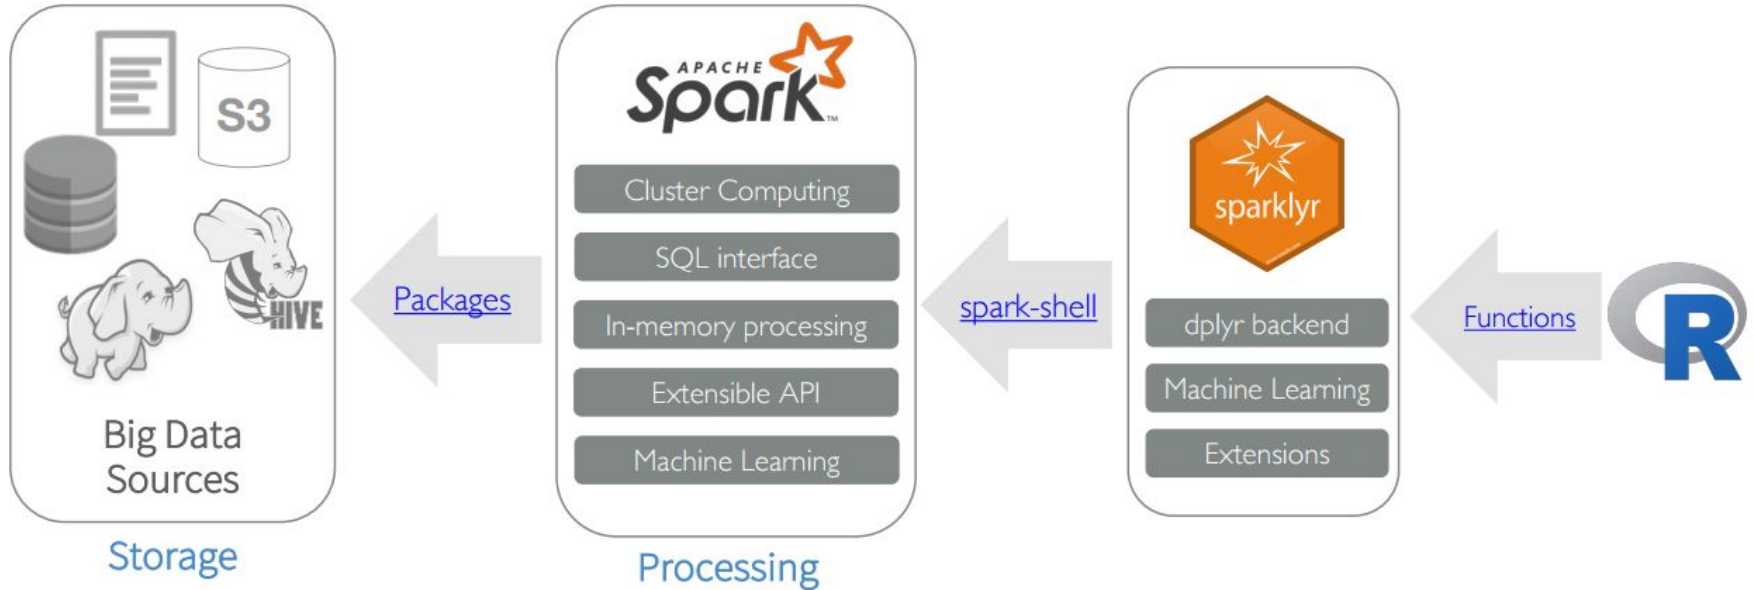 S3
HIVE
Big Data
Sources
Storage
Packages
APACHE
Spark™
Cluster Computing
SQL interface
In-memory processing
Extensible API
Machine Learning
Processing
spark-shell
sparklyr
dplyr backend
Machine Learning
Extensions
Functions
R